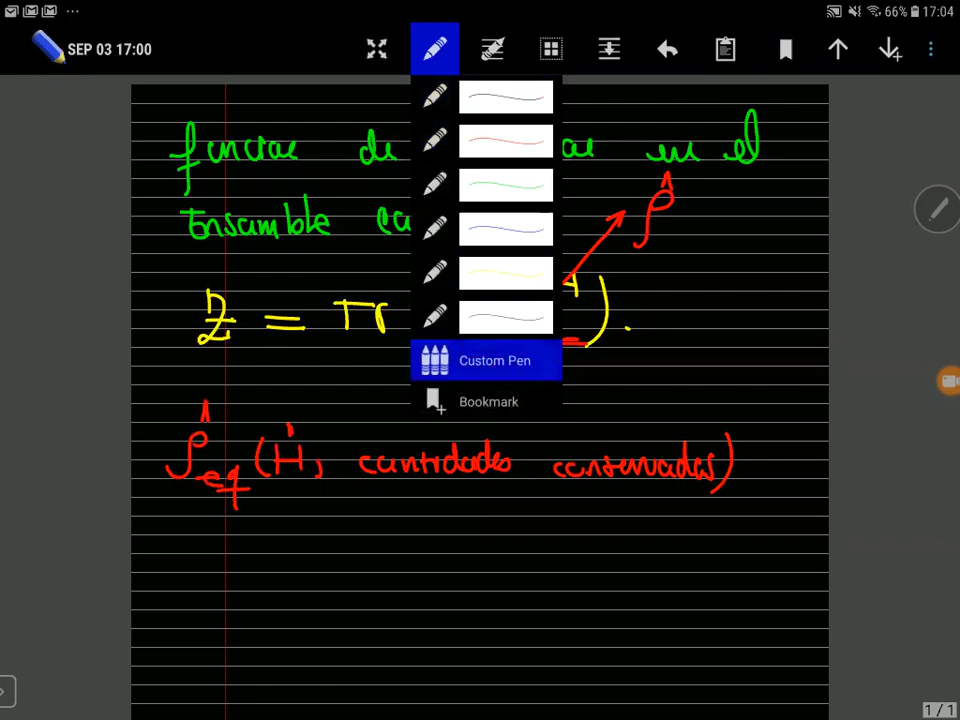 66% 17:04
SEP 03 17:00
de en el
Ensamble ca
Z = Tr ) .
ρ̂
Custom Pen
Bookmark
ρ̂eq (Ĥ, cantidades conservadas)
1 / 1